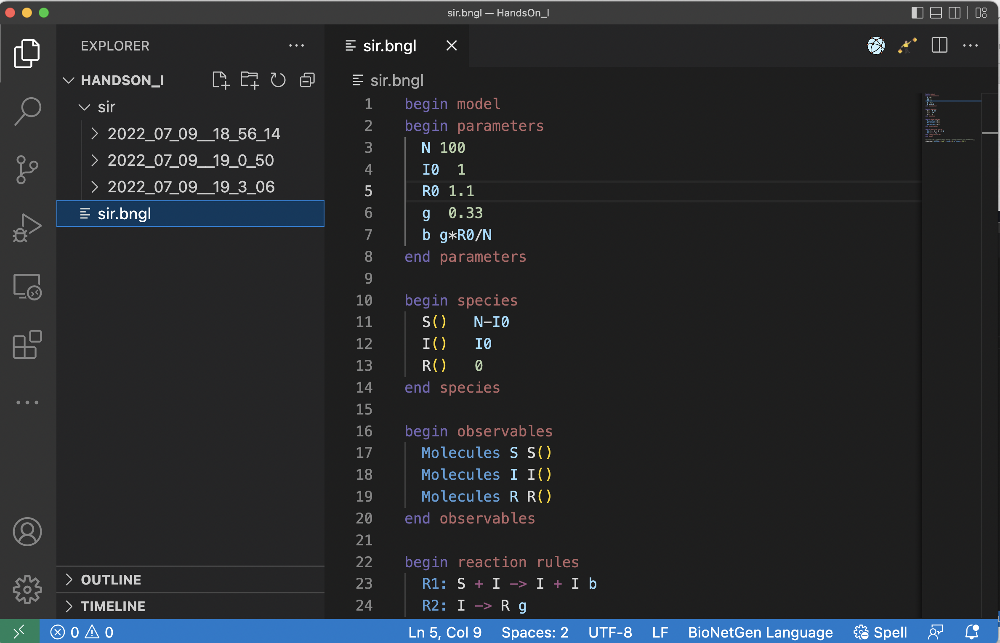 sir.bngl — HandsOn_I
EXPLORER
HANDSON_I
sir
2022_07_09__18_56_14
2022_07_09__19_0_50
2022_07_09__19_3_06
sir.bngl
OUTLINE
TIMELINE
sir.bngl
sir.bngl
1 begin model
2 begin parameters
3 N 100
4 I0  1
5 R0 1.1
6 g  0.33
7 b g*R0/N
8 end parameters
9
10 begin species
11 S()   N-I0
12 I()   I0
13 R()   0
14 end species
15
16 begin observables
17 Molecules S S()
18 Molecules I I()
19 Molecules R R()
20 end observables
21
22 begin reaction rules
23 R1: S + I -> I + I b
24 R2: I -> R g
0 0 Ln 5, Col 9 Spaces: 2 UTF-8 LF BioNetGen Language Spell